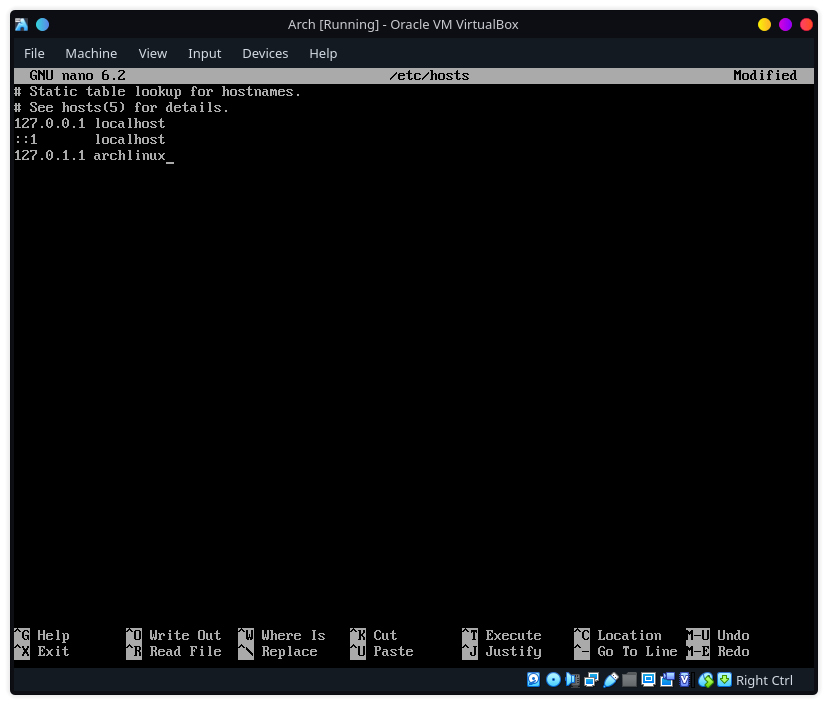 Arch [Running] - Oracle VM VirtualBox
File Machine View Input Devices Help
GNU nano 6.2 /etc/hosts Modified
# Static table lookup for hostnames.
# See hosts(5) for details.
127.0.0.1 localhost
::1 localhost
127.0.1.1 archlinux_
^G Help ^O Write Out ^W Where Is ^K Cut ^T Execute ^C Location M-U Undo
^X Exit ^R Read File ^\ Replace ^U Paste ^J Justify ^- Go To Line M-E Redo
Right Ctrl